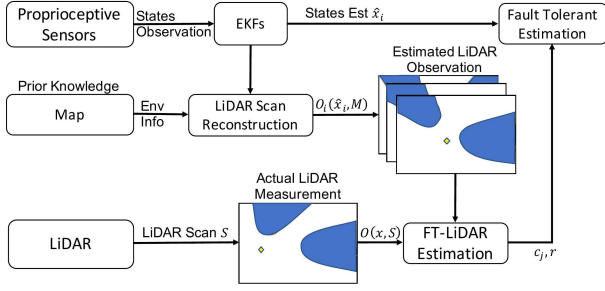 Proprioceptive
Sensors
States
Observation
EKFs
States Est x̂ᵢ
Fault Tolerant
Estimation
Prior Knowledge
Map
Env
Info
LiDAR Scan
Reconstruction
Oᵢ(x̂ᵢ,M)
Estimated LiDAR
Observation
Actual LiDAR
Measurement
LiDAR
LiDAR Scan S
O(x,S)
FT-LiDAR
Estimation
cⱼ,r